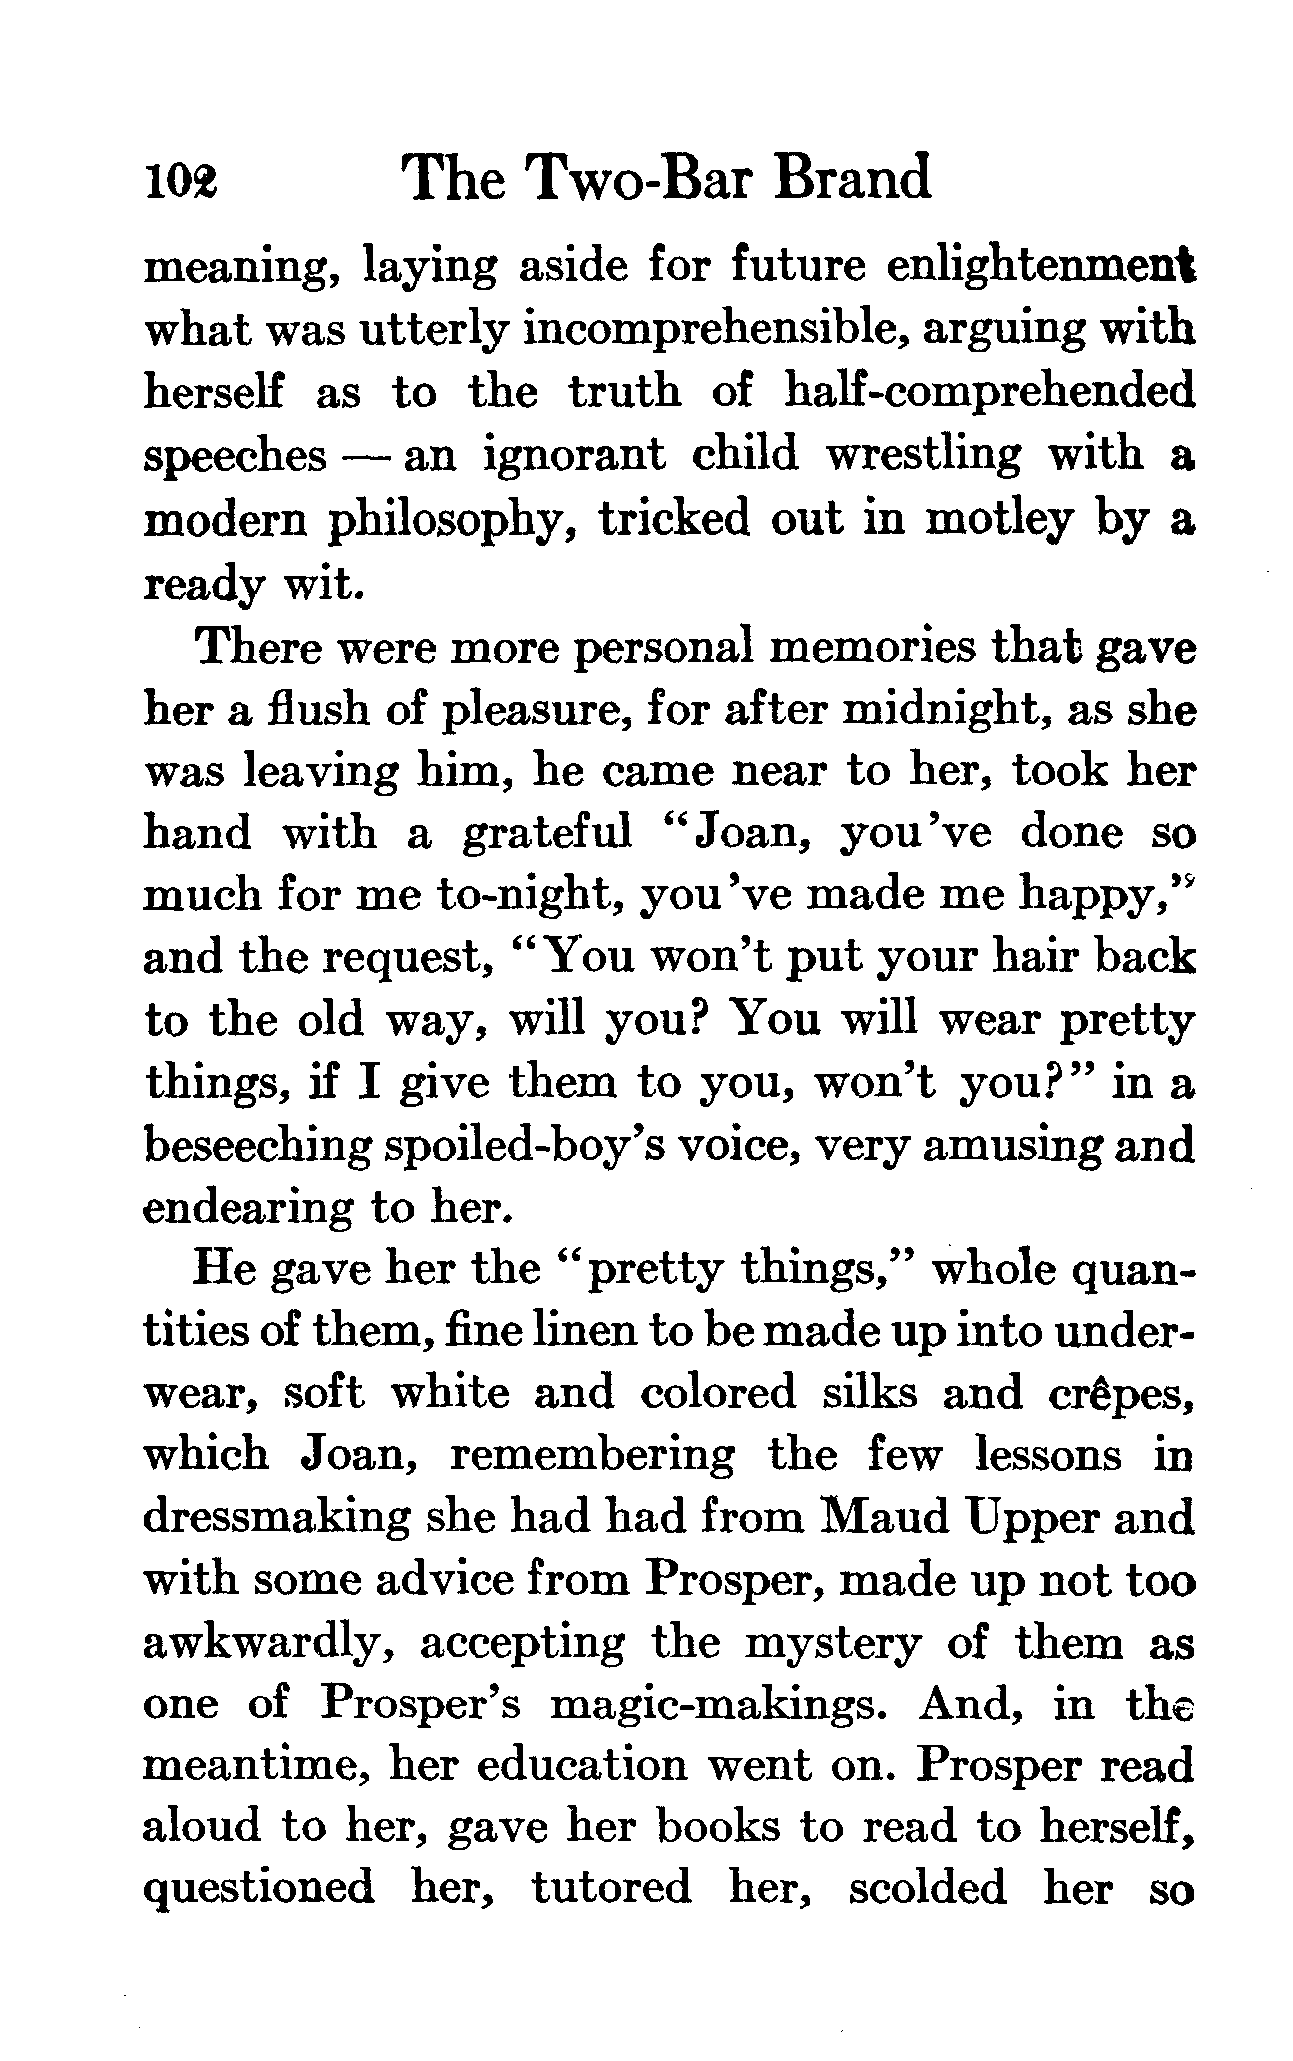 102 The Two-Bar Brand
meaning, laying aside for future enlightenment
what was utterly incomprehensible, arguing with
herself as to the truth of half-comprehended
speeches — an ignorant child wrestling with a
modern philosophy, tricked out in motley by a
ready wit.
There were more personal memories that gave
her a flush of pleasure, for after midnight, as she
was leaving him, he came near to her, took her
hand with a grateful “Joan, you’ve done so
much for me to-night, you’ve made me happy,”
and the request, “You won’t put your hair back
to the old way, will you? You will wear pretty
things, if I give them to you, won’t you?” in a
beseeching spoiled-boy’s voice, very amusing and
endearing to her.
He gave her the “pretty things,” whole quan-
tities of them, fine linen to be made up into under-
wear, soft white and colored silks and crêpes,
which Joan, remembering the few lessons in
dressmaking she had had from Maud Upper and
with some advice from Prosper, made up not too
awkwardly, accepting the mystery of them as
one of Prosper’s magic-makings. And, in the
meantime, her education went on. Prosper read
aloud to her, gave her books to read to herself,
questioned her, tutored her, scolded her so